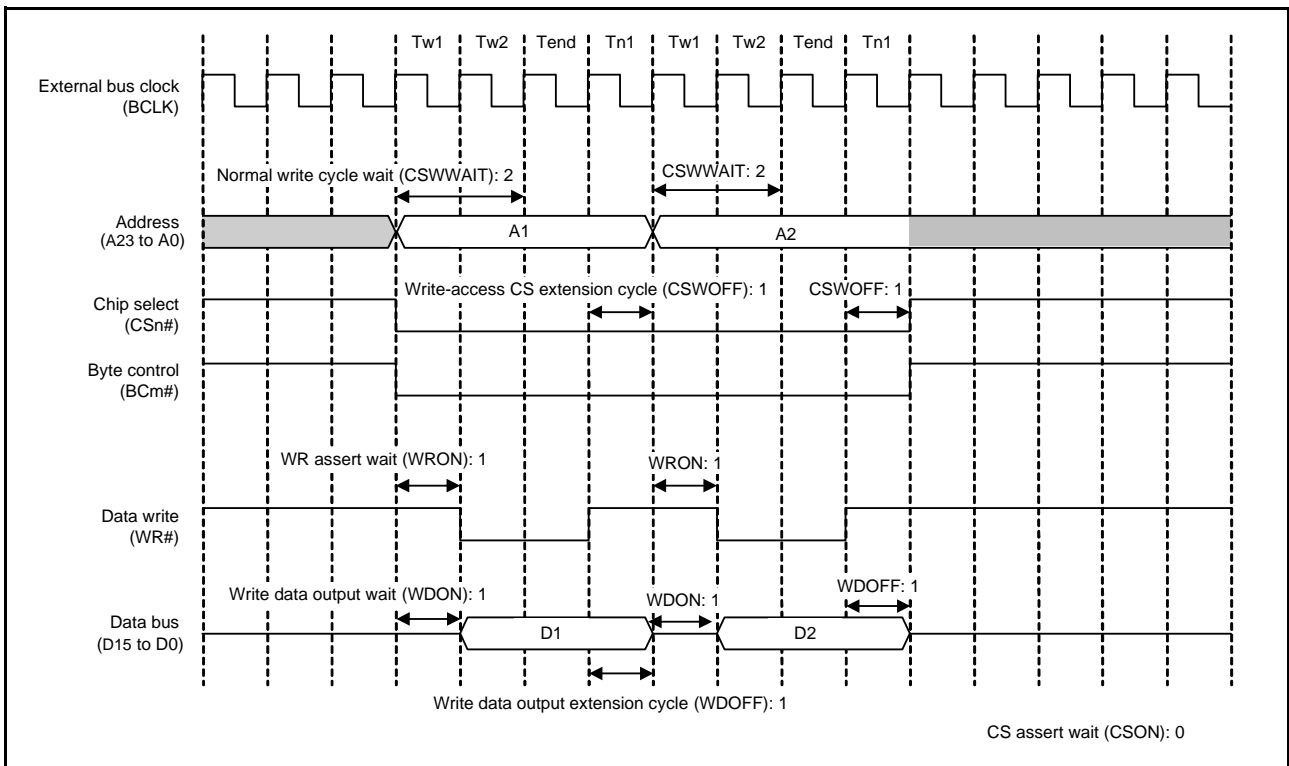 Tw1 Tw2 Tend Tn1 Tw1 Tw2 Tend Tn1
External bus clock
(BCLK)
Normal write cycle wait (CSWWAIT): 2
CSWWAIT: 2
Address
(A23 to A0)
A1
A2
Write-access CS extension cycle (CSWOFF): 1
CSWOFF: 1
Chip select
(CSn#)
Byte control
(BCm#)
WR assert wait (WRON): 1
WRON: 1
Data write
(WR#)
Write data output wait (WDON): 1
WDON: 1
WDOFF: 1
Data bus
(D15 to D0)
D1
D2
Write data output extension cycle (WDOFF): 1
CS assert wait (CSON): 0